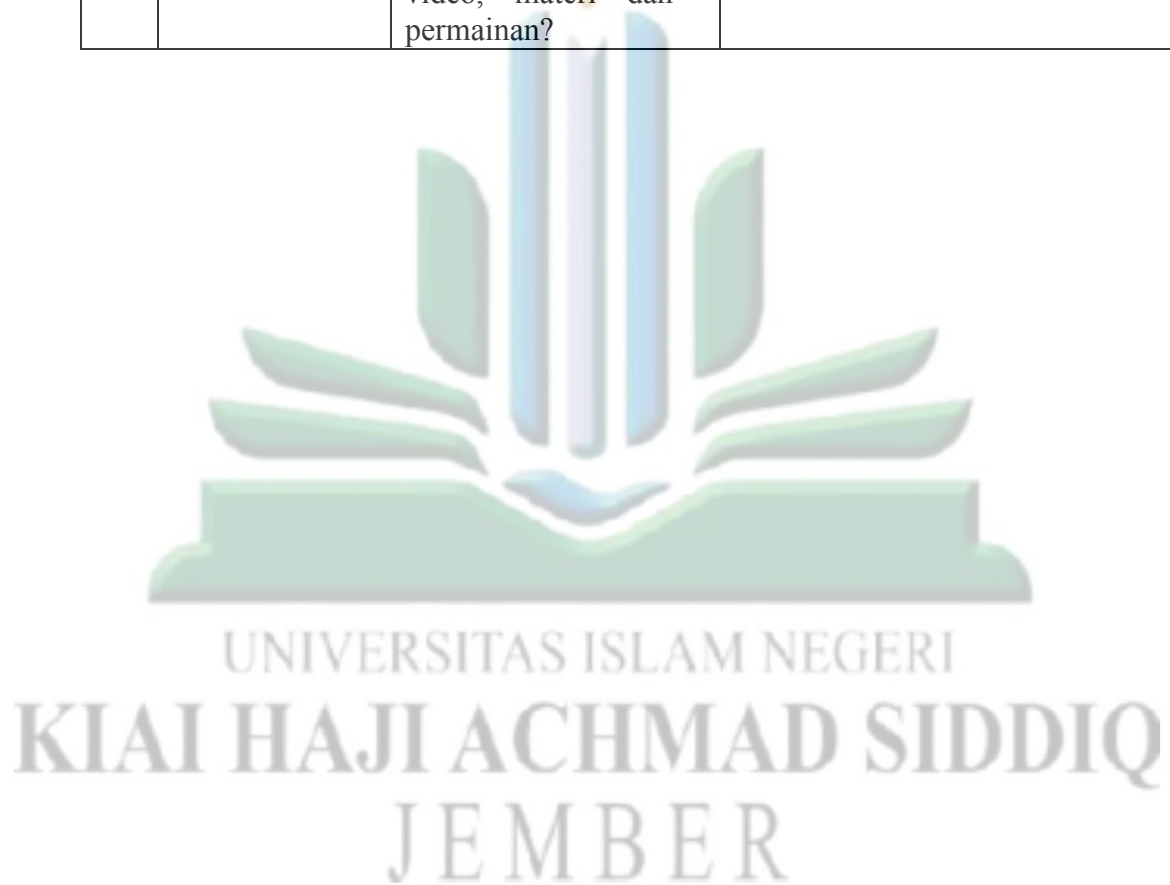 video, materi dan
permainan?
UNIVERSITAS ISLAM NEGERI
KIAI HAJI ACHMAD SIDDIQ
JEMBER